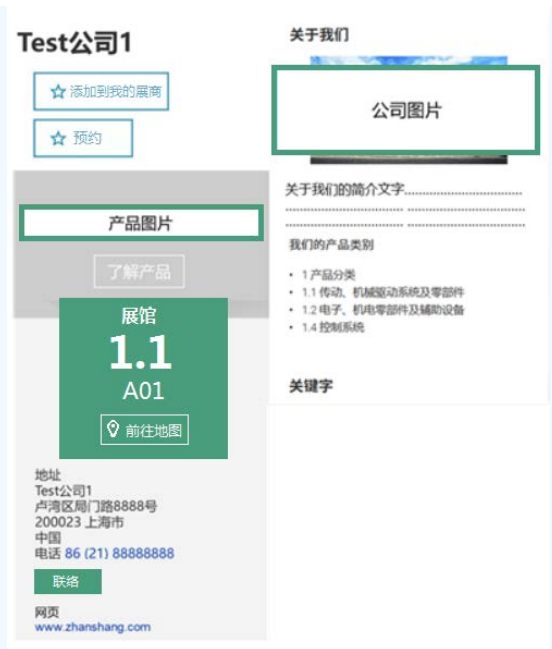 Test公司1
添加到我的展商
预约
产品图片
了解产品
展馆
1.1
A01
前往地图
地址
Test公司1
卢湾区局门路8888号
200023 上海市
中国
电话 86 (21) 88888888
联络
网页
www.zhanshang.com
关于我们
公司图片
关于我们的简介文字................................
................................ ................................
................................ ................................
我们的产品类别
• 1 产品分类
• 1.1 传动、机械驱动系统及零部件
• 1.2 电子、机电零部件及辅助设备
• 1.4 控制系统
关键字